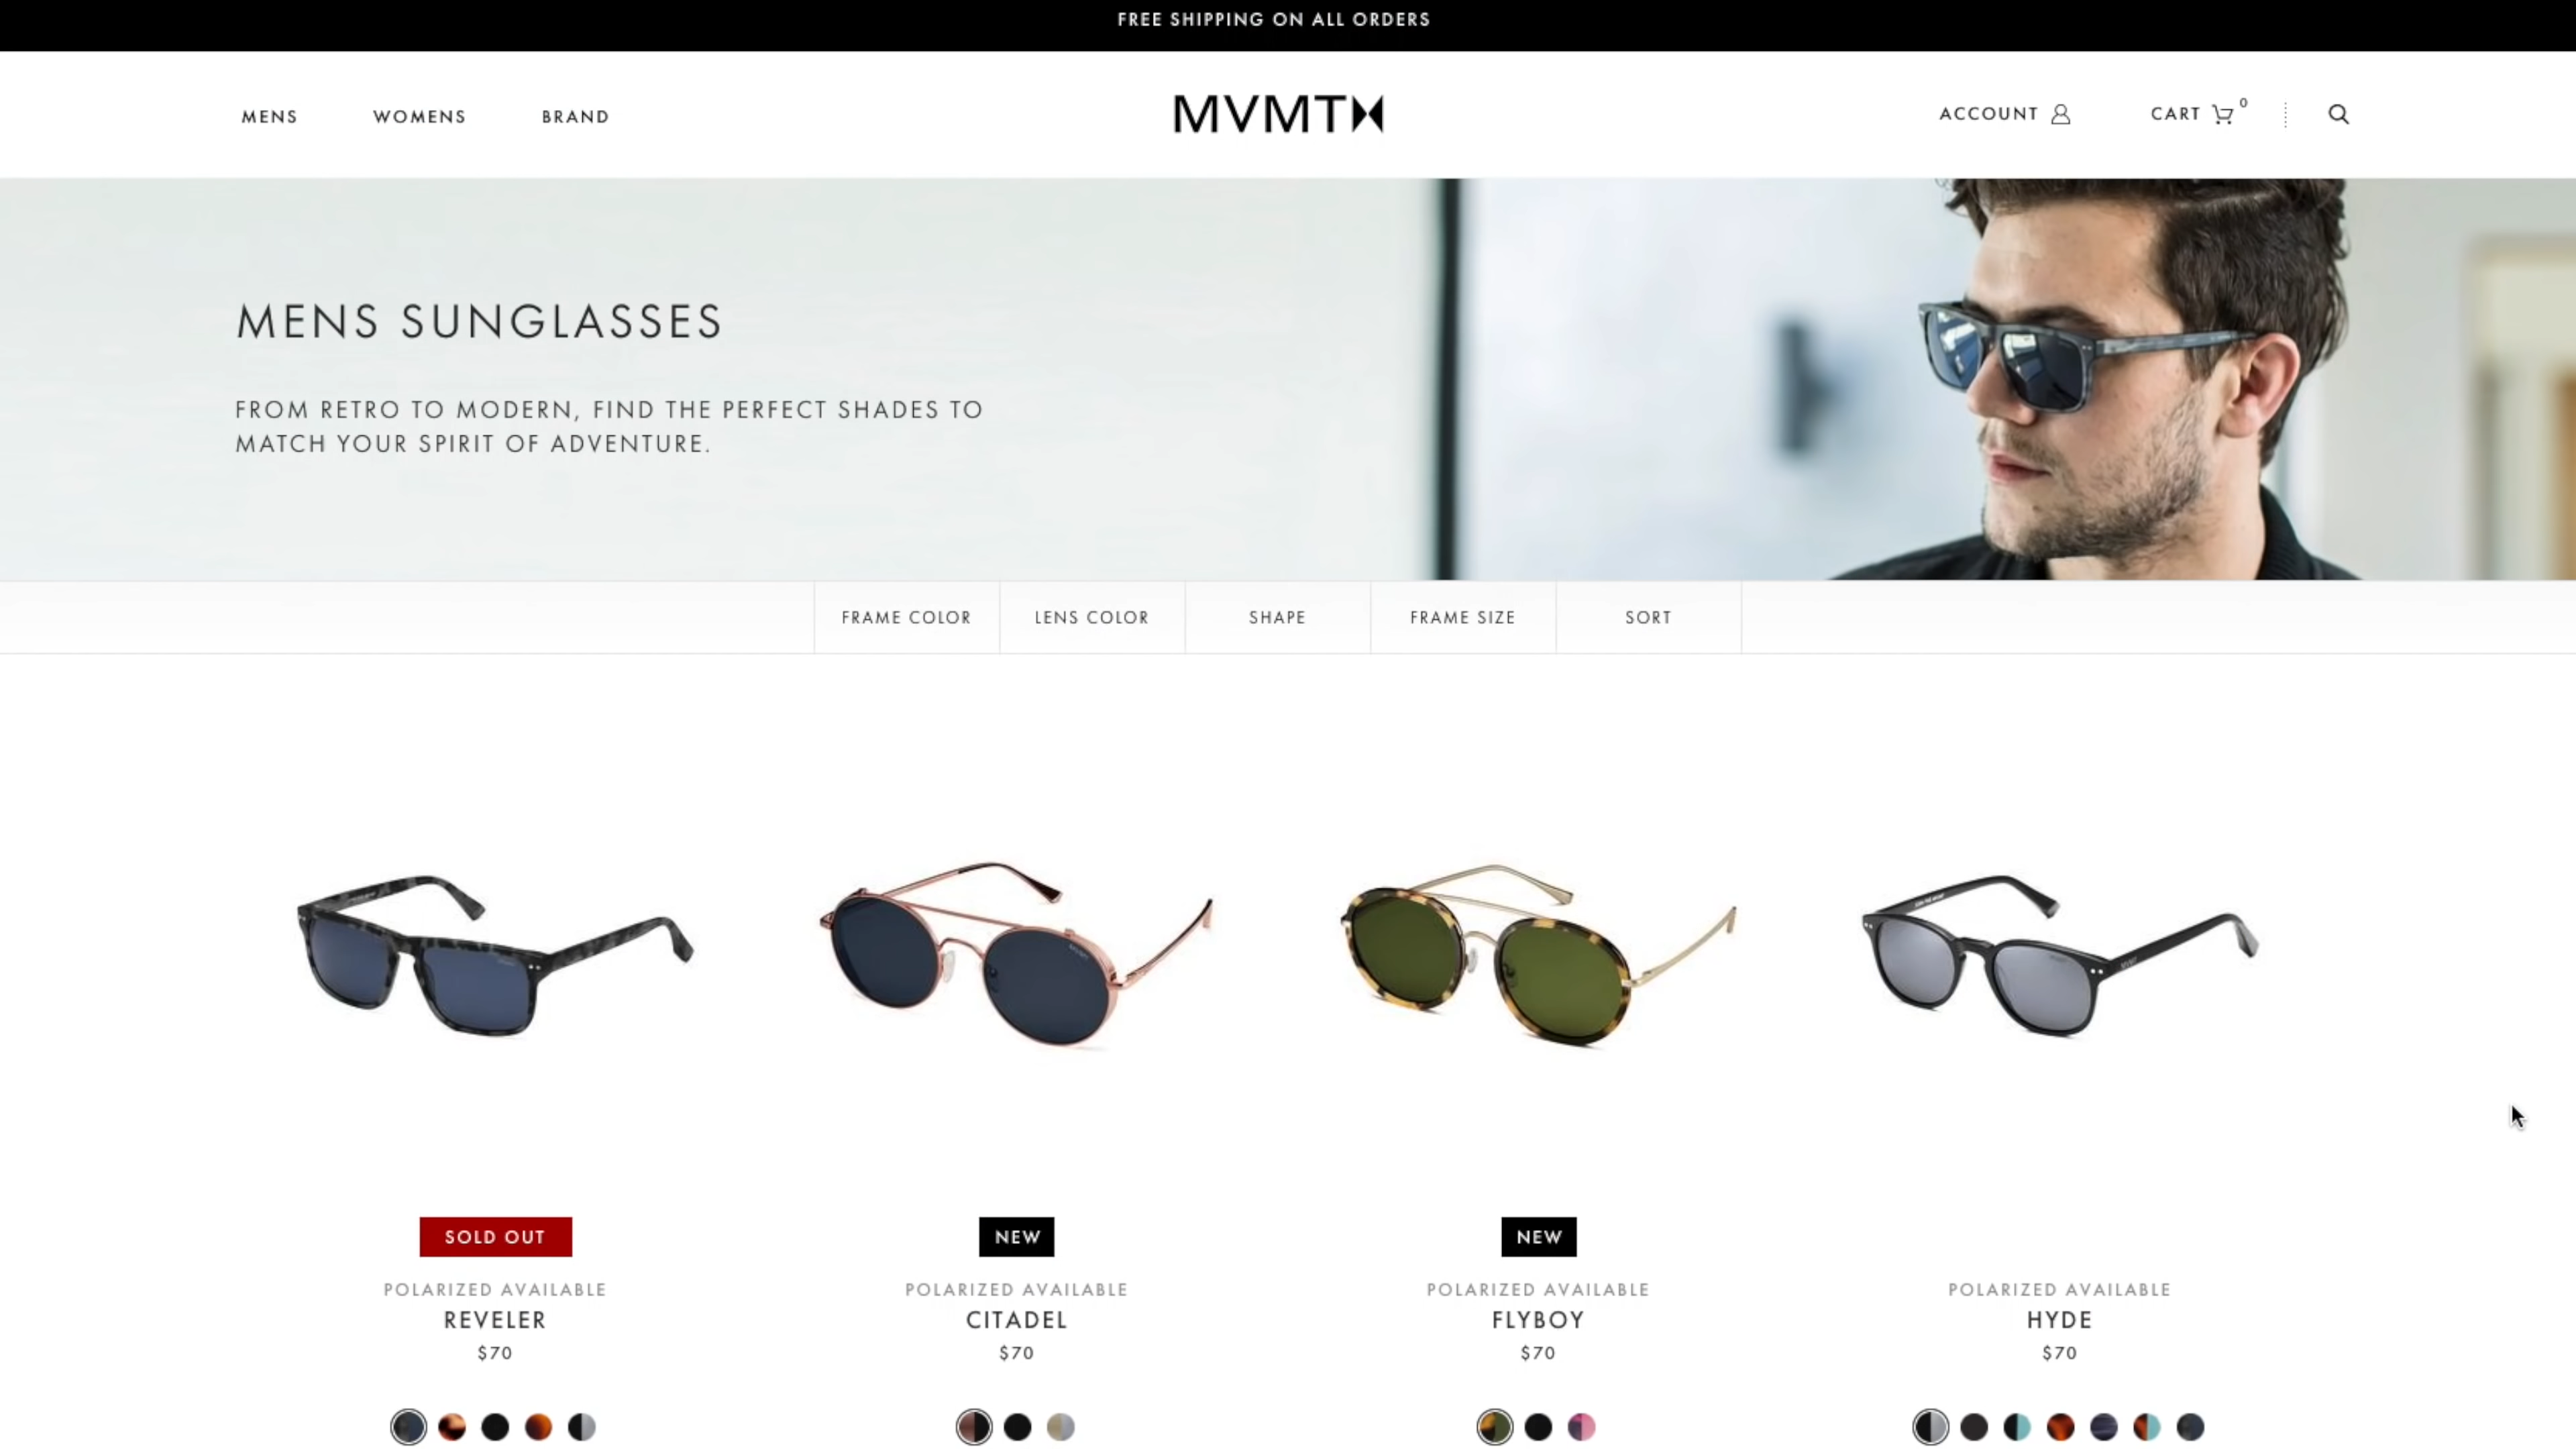 FREE SHIPPING ON ALL ORDERS
MENS
WOMENS
BRAND
MVMT
ACCOUNT
CART
0
MENS SUNGLASSES
FROM RETRO TO MODERN, FIND THE PERFECT SHADES TO
MATCH YOUR SPIRIT OF ADVENTURE.
FRAME COLOR
LENS COLOR
SHAPE
FRAME SIZE
SORT
SOLD OUT
POLARIZED AVAILABLE
REVELER
$70
NEW
POLARIZED AVAILABLE
CITADEL
$70
NEW
POLARIZED AVAILABLE
FLYBOY
$70
POLARIZED AVAILABLE
HYDE
$70